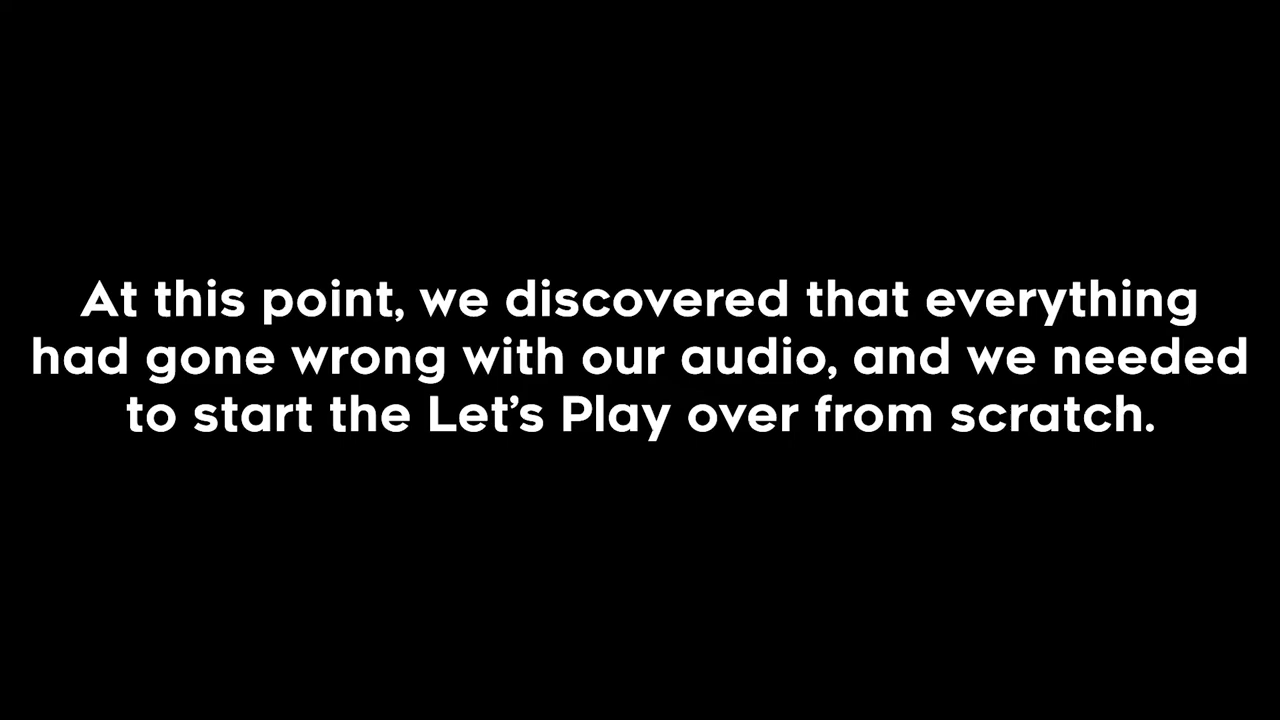 At this point, we discovered that everything
had gone wrong with our audio, and we needed
to start the Let’s Play over from scratch.